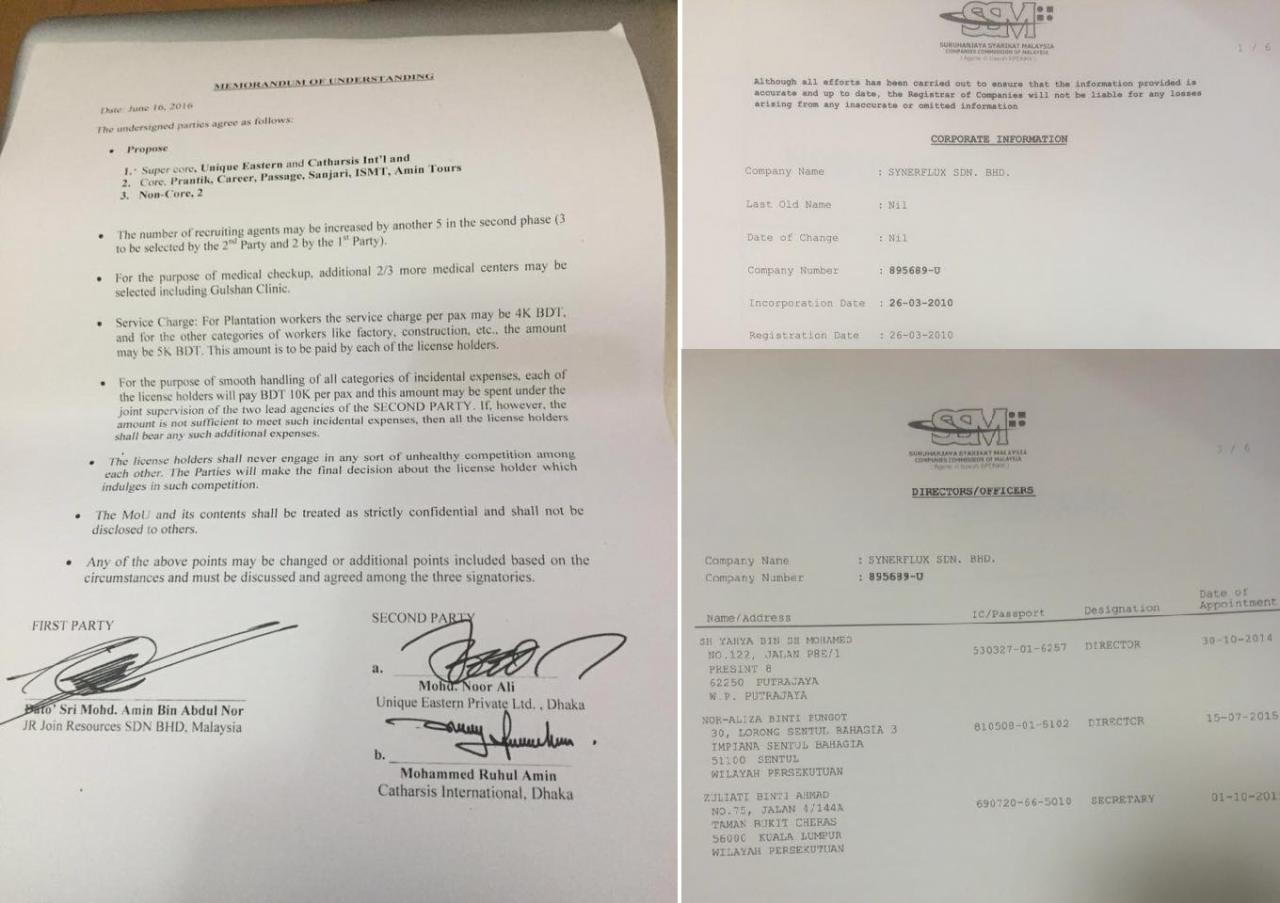 MEMORANDUM OF UNDERSTANDING
Date: June 16, 2016
The undersigned parties agree as follows:
• Propose
1. Super core, Unique Eastern and Catharsis Int'l and
2. Core, Prantik, Career, Passage, Sanjari, ISMT, Amin Tours
3. Non-Core, 2
• The number of recruiting agents may be increased by another 5 in the second phase (3
to be selected by the 2nd Party and 2 by the 1st Party).
• For the purpose of medical checkup, additional 2/3 more medical centers may be
selected including Gulshan Clinic.
• Service Charge: For Plantation workers the service charge per pax may be 4K BDT,
and for the other categories of workers like factory, construction, etc., the amount
may be 5K BDT. This amount is to be paid by each of the license holders.
• For the purpose of smooth handling of all categories of incidental expenses, each of
the license holders will pay BDT 10K per pax and this amount may be spent under the
joint supervision of the two lead agencies of the SECOND PARTY. If, however, the
amount is not sufficient to meet such incidental expenses, then all the license holders
shall bear any such additional expenses.
• The license holders shall never engage in any sort of unhealthy competition among
each other. The Parties will make the final decision about the license holder which
indulges in such competition.
• The MoU and its contents shall be treated as strictly confidential and shall not be
disclosed to others.
• Any of the above points may be changed or additional points included based on the
circumstances and must be discussed and agreed among the three signatories.
FIRST PARTY
Dato' Sri Mohd. Amin Bin Abdul Nor
JR Join Resources SDN BHD, Malaysia
SECOND PARTY
a.
Mohd. Noor Ali
Unique Eastern Private Ltd. , Dhaka
b.
Mohammed Ruhul Amin
Catharsis International, Dhaka
SSM
SURUHANJAYA SYARIKAT MALAYSIA
COMPANIES COMMISSION OF MALAYSIA
1 / 6
Although all efforts has been carried out to ensure that the information provided is
accurate and up to date, the Registrar of Companies will not be liable for any losses
arising from any inaccurate or omitted information
CORPORATE INFORMATION
Company Name : SYNERFLUX SDN. BHD.
Last Old Name : Nil
Date of Change : Nil
Company Number : 895689-U
Incorporation Date : 26-03-2010
Registration Date : 26-03-2010
SSM
SURUHANJAYA SYARIKAT MALAYSIA
COMPANIES COMMISSION OF MALAYSIA
3 / 6
DIRECTORS/OFFICERS
Company Name : SYNERFLUX SDN. BHD.
Company Number : 895689-U
Name/Address IC/Passport Designation Date of Appointment
SH YAHYA BIN SH MOHAMED 530327-01-6257 DIRECTOR 30-10-2014
NO.122, JALAN P8E/1
PRESINT 8
62250 PUTRAJAYA
W.P. PUTRAJAYA
NOR-ALIZA BINTI FUNGOT 810508-01-5102 DIRECTOR 15-07-2015
30, LORONG SENTUL BAHAGIA 3
IMPIANA SENTUL BAHAGIA
51100 SENTUL
WILAYAH PERSEKUTUAN
ZULIATI BINTI AHMAD 690720-66-5010 SECRETARY 01-10-201
NO.75, JALAN 4/144A
TAMAN BUKIT CHERAS
56000 KUALA LUMPUR
WILAYAH PERSEKUTUAN